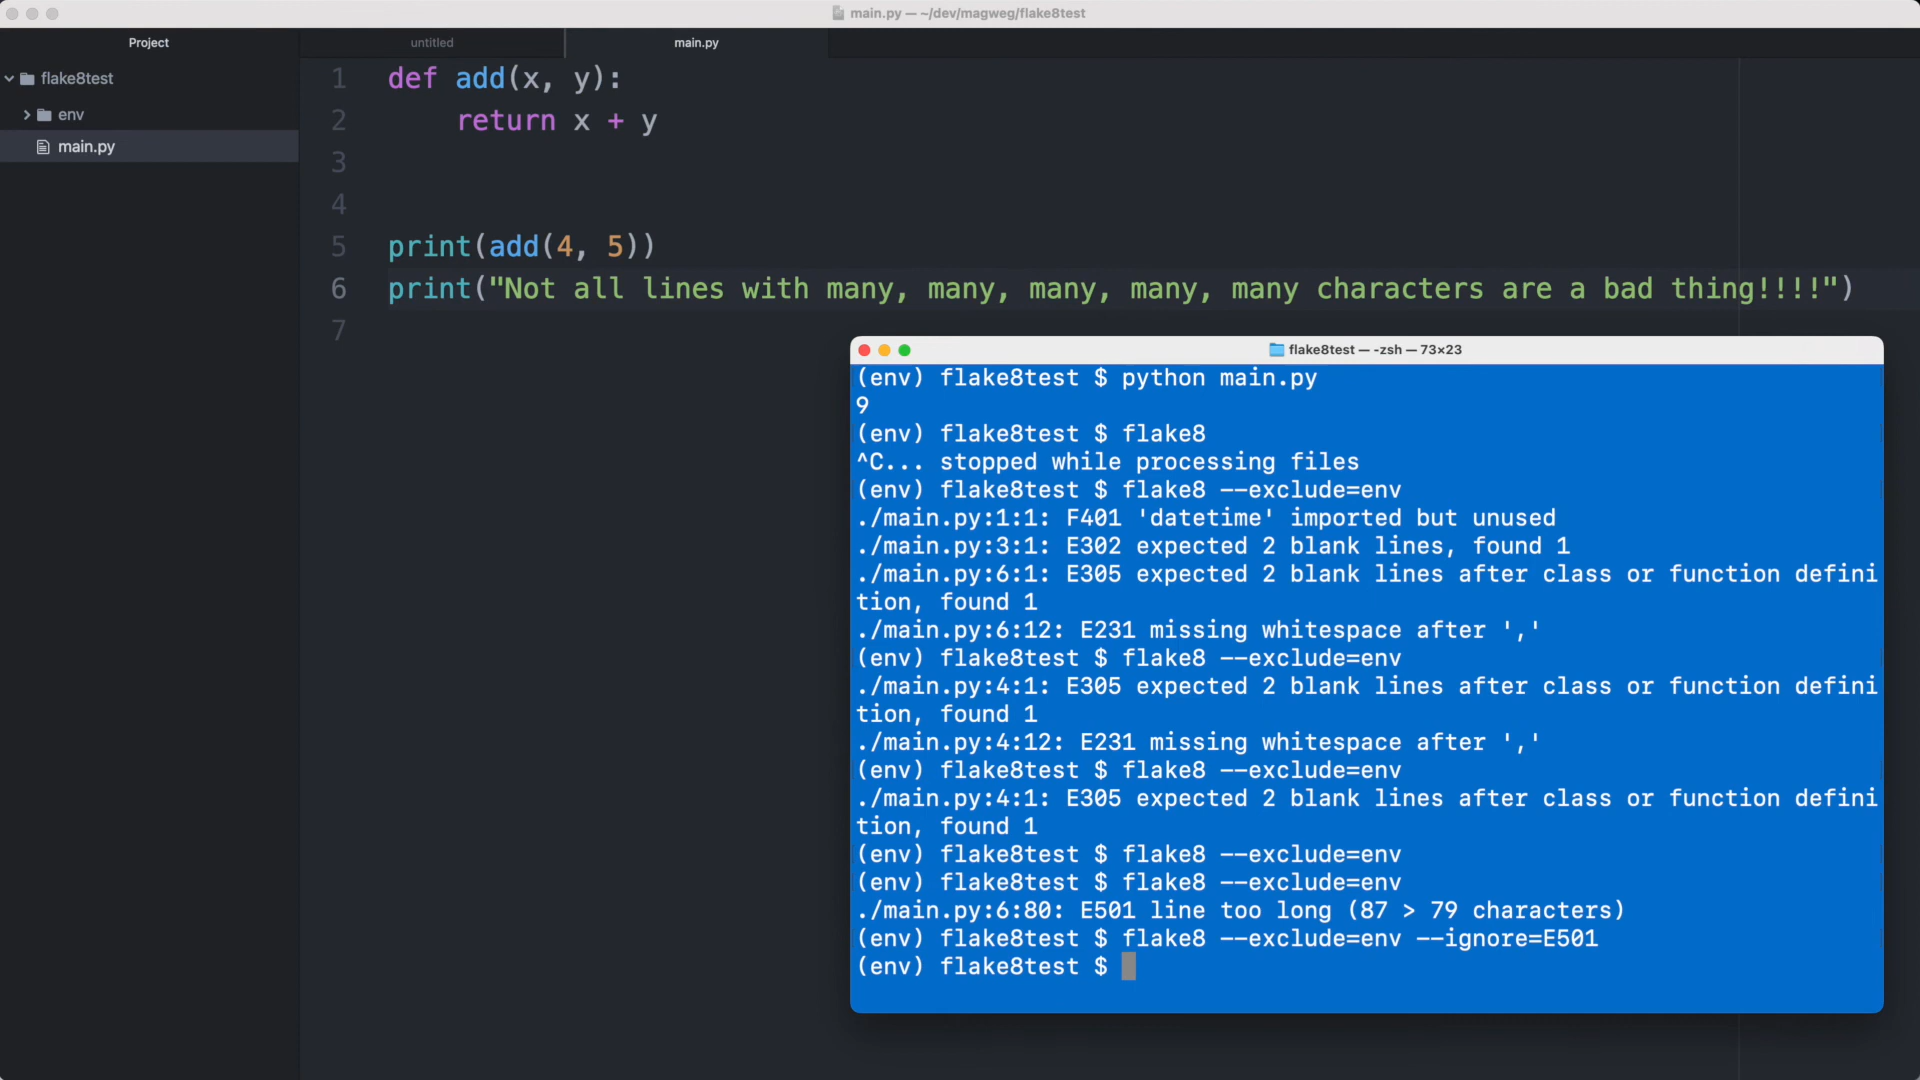 main.py — ~/dev/magweg/flake8test
Project
untitled
main.py
flake8test
env
main.py
1 def add(x, y):
2     return x + y
3
4
5 print(add(4, 5))
6 print("Not all lines with many, many, many, many, many characters are a bad thing!!!!")
7
flake8test — -zsh — 73×23
(env) flake8test $ python main.py
9
(env) flake8test $ flake8
^C... stopped while processing files
(env) flake8test $ flake8 --exclude=env
./main.py:1:1: F401 'datetime' imported but unused
./main.py:3:1: E302 expected 2 blank lines, found 1
./main.py:6:1: E305 expected 2 blank lines after class or function defini
tion, found 1
./main.py:6:12: E231 missing whitespace after ','
(env) flake8test $ flake8 --exclude=env
./main.py:4:1: E305 expected 2 blank lines after class or function defini
tion, found 1
./main.py:4:12: E231 missing whitespace after ','
(env) flake8test $ flake8 --exclude=env
./main.py:4:1: E305 expected 2 blank lines after class or function defini
tion, found 1
(env) flake8test $ flake8 --exclude=env
(env) flake8test $ flake8 --exclude=env
./main.py:6:80: E501 line too long (87 > 79 characters)
(env) flake8test $ flake8 --exclude=env --ignore=E501
(env) flake8test $